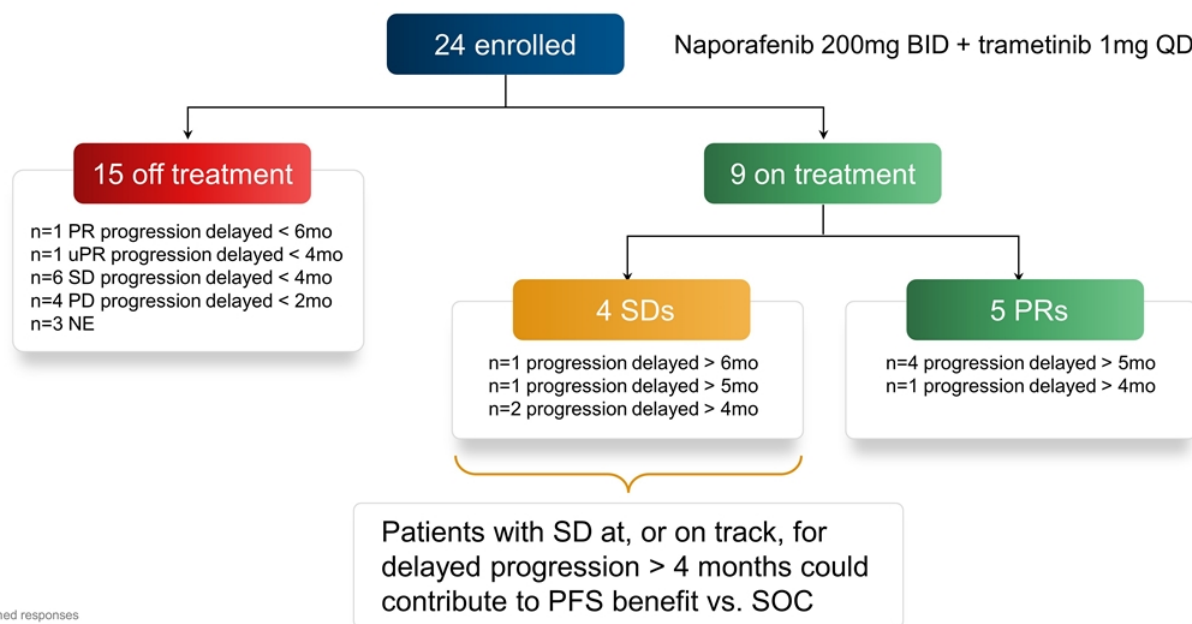 24 enrolled
Naporafenib 200mg BID + trametinib 1mg QD
15 off treatment
n=1 PR progression delayed < 6mo
n=1 uPR progression delayed < 4mo
n=6 SD progression delayed < 4mo
n=4 PD progression delayed < 2mo
n=3 NE
9 on treatment
4 SDs
n=1 progression delayed > 6mo
n=1 progression delayed > 5mo
n=2 progression delayed > 4mo
5 PRs
n=4 progression delayed > 5mo
n=1 progression delayed > 4mo
Patients with SD at, or on track, for
delayed progression > 4 months could
contribute to PFS benefit vs. SOC
responses